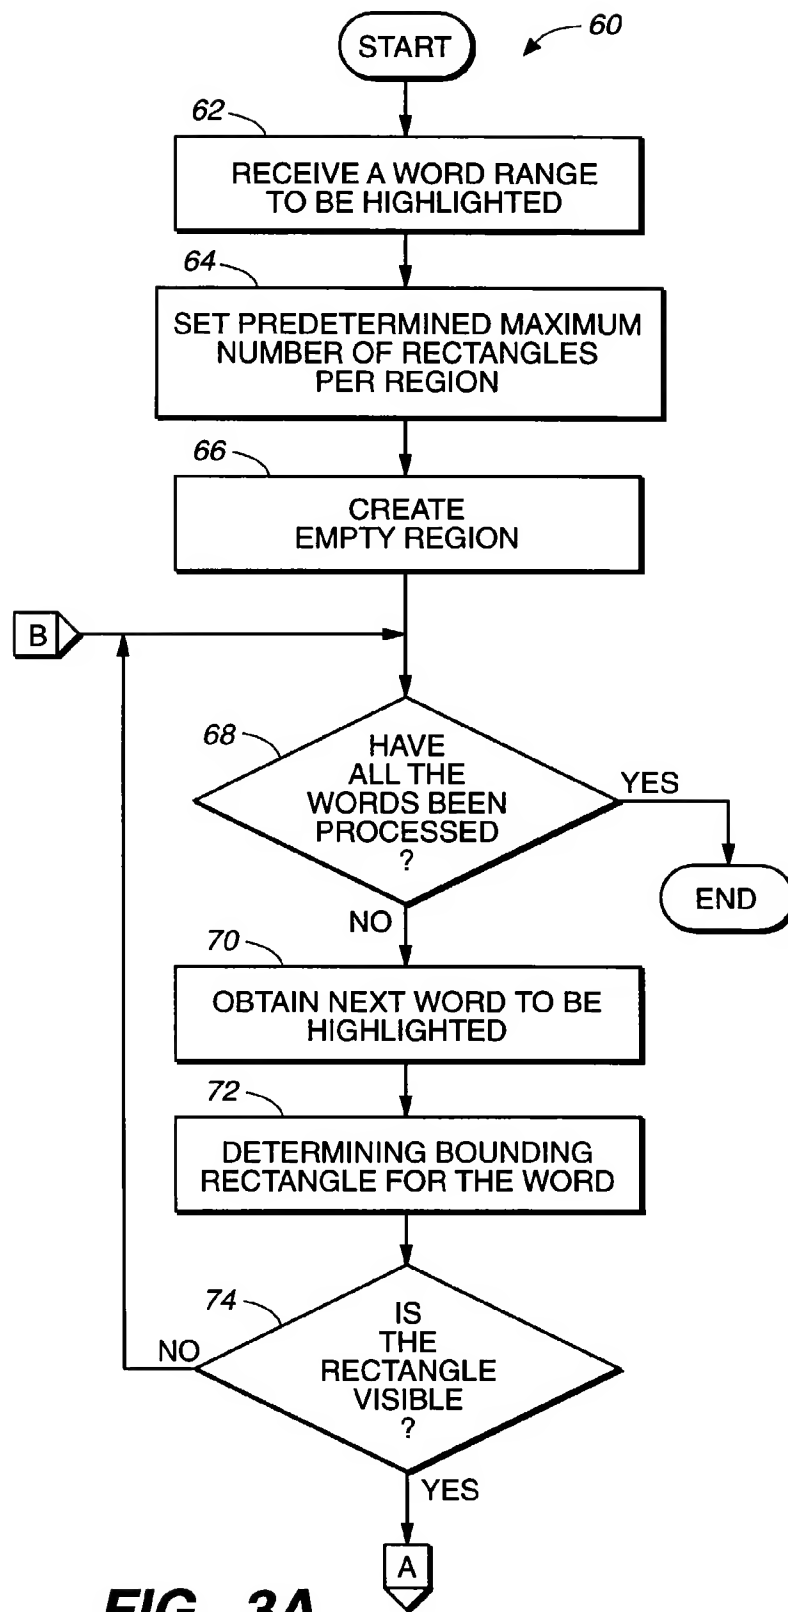 START
60
62
RECEIVE A WORD RANGE
TO BE HIGHLIGHTED
64
SET PREDETERMINED MAXIMUM
NUMBER OF RECTANGLES
PER REGION
66
CREATE
EMPTY REGION
B
68
HAVE
ALL THE
WORDS BEEN
PROCESSED
?
YES
END
NO
70
OBTAIN NEXT WORD TO BE
HIGHLIGHTED
72
DETERMINING BOUNDING
RECTANGLE FOR THE WORD
74
IS
THE
RECTANGLE
VISIBLE
?
NO
YES
A
FIG._3A